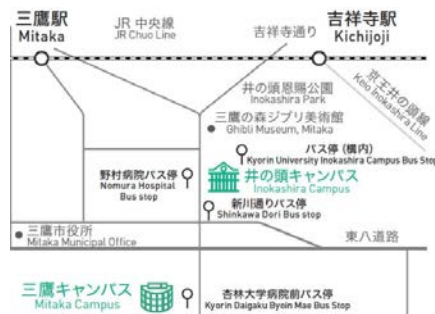 三鷹駅
Mitaka
JR 中央線
JR Chuo Line
吉祥寺通り
吉祥寺駅
Kichijoji
京王井の頭線
Keio Inokashira Line
井の頭恩賜公園
Inokashira Park
三鷹の森ジブリ美術館
Ghibli Museum, Mitaka
バス停（構内）
Kyorin University Inokashira Campus Bus Stop
野村病院バス停
Nomura Hospital
Bus stop
井の頭キャンパス
Inokashira Campus
新川通りバス停
Shinkawa Dori Bus stop
三鷹市役所
Mitaka Municipal Office
東八道路
三鷹キャンパス
Mitaka Campus
杏林大学病院前バス停
Kyorin Daigaku Byoin Mae Bus Stop